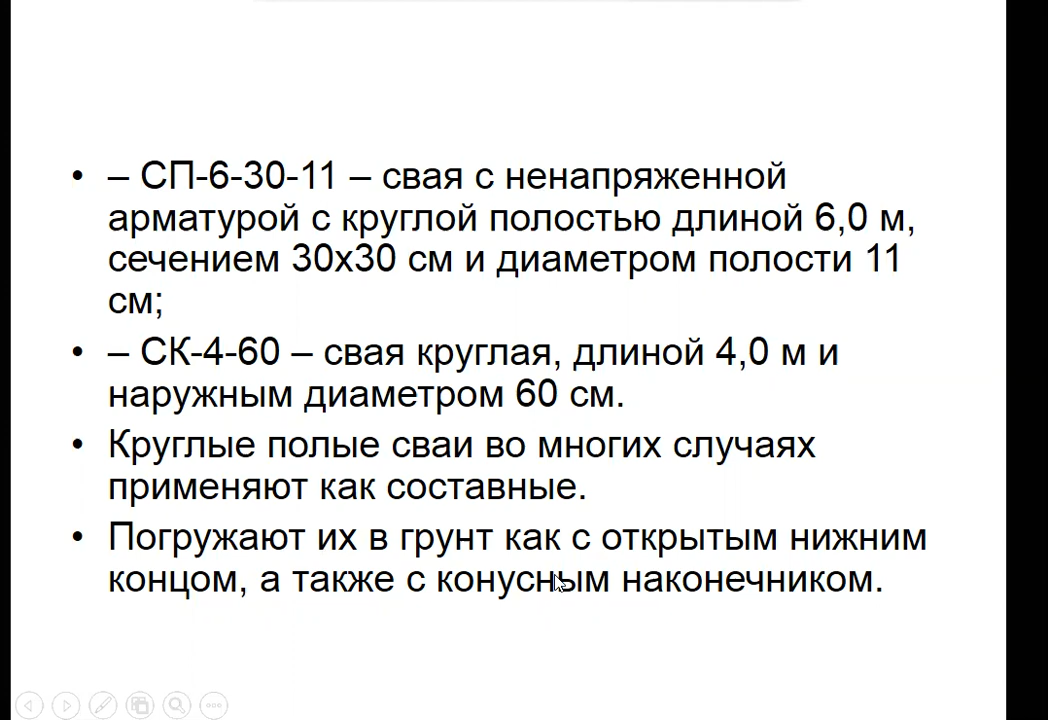 • – СП-6-30-11 – свая с ненапряженной
арматурой с круглой полостью длиной 6,0 м,
сечением 30х30 см и диаметром полости 11
см;
• – СК-4-60 – свая круглая, длиной 4,0 м и
наружным диаметром 60 см.
• Круглые полые сваи во многих случаях
применяют как составные.
• Погружают их в грунт как с открытым нижним
концом, а также с конусным наконечником.